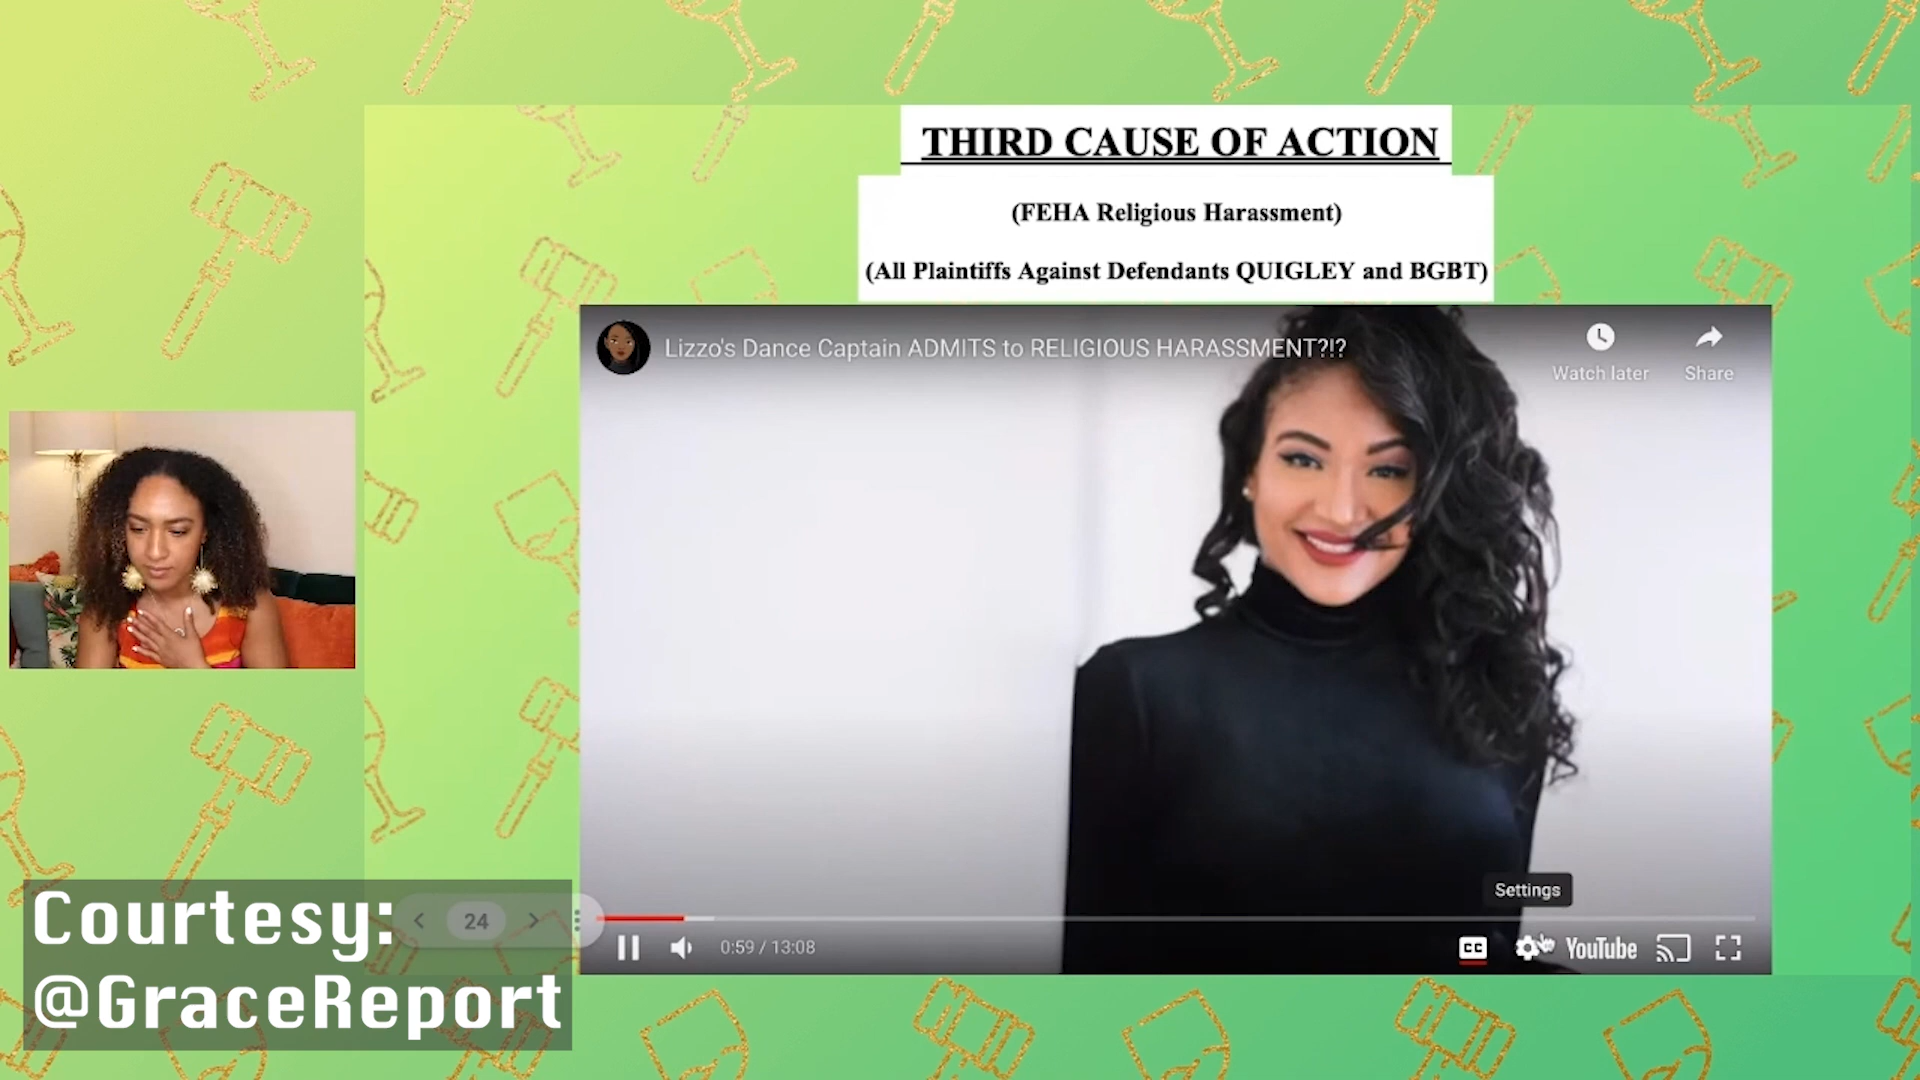 THIRD CAUSE OF ACTION
(FEHA Religious Harassment)
(All Plaintiffs Against Defendants QUIGLEY and BGBT)
Lizzo's Dance Captain ADMITS to RELIGIOUS HARASSMENT?!?
Watch later
Share
Settings
24
0:59 / 13:08
CC
YouTube
Courtesy:
@GraceReport